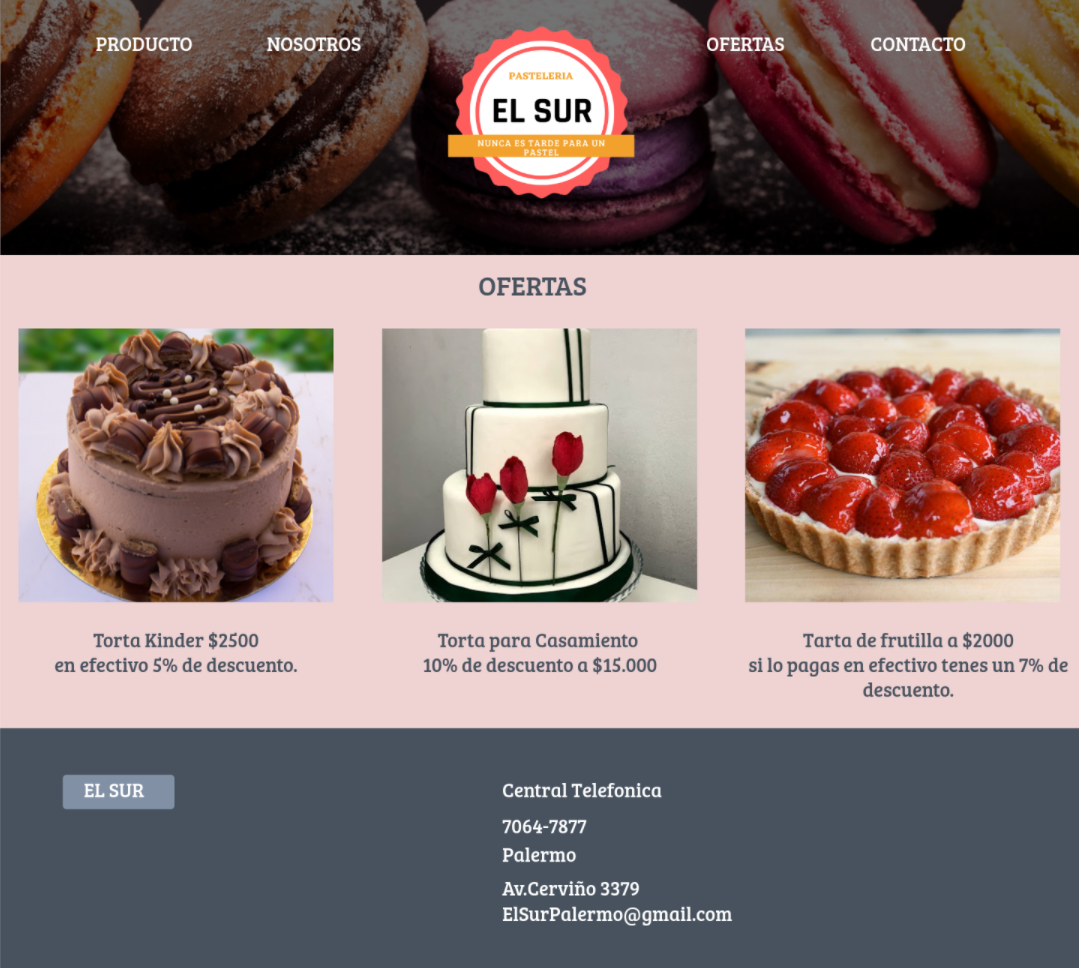 PRODUCTO
NOSOTROS
OFERTAS
CONTACTO
PASTELERIA
EL SUR
NUNCA ES TARDE PARA UN
PASTEL
OFERTAS
Torta Kinder $2500
en efectivo 5% de descuento.
Torta para Casamiento
10% de descuento a $15.000
Tarta de frutilla a $2000
si lo pagas en efectivo tenes un 7% de
descuento.
EL SUR
Central Telefonica
7064-7877
Palermo
Av.Cerviño 3379
ElSurPalermo@gmail.com